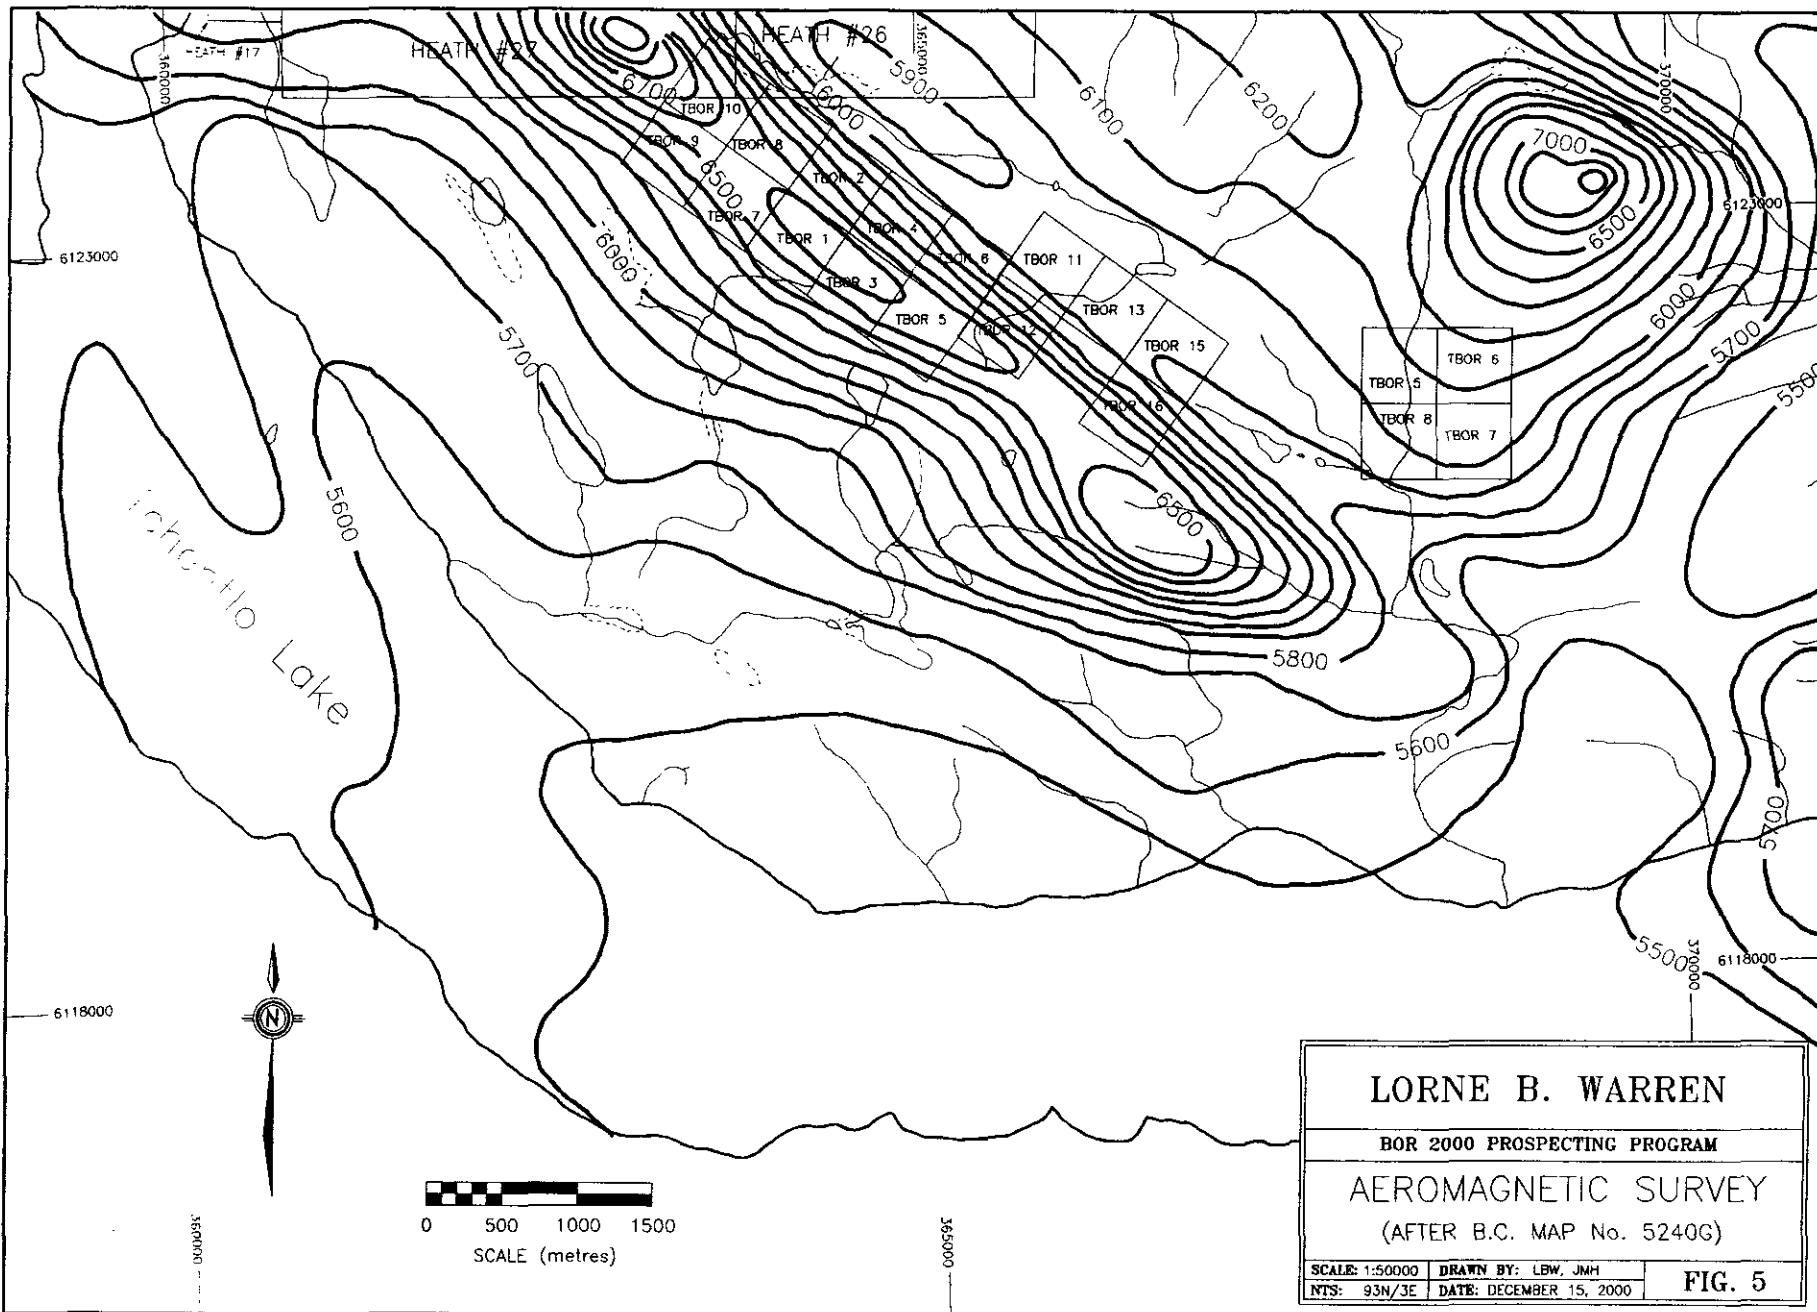 HEATH #17
HEATH #27
HEATH #26
360000
365000
370000
5900
6000
6100
6200
6700
7000
6500
6500
6000
5700
6000
5700
5500
6123000
6123000
TBOR 10
TBOR 9
TBOR 8
TBOR 2
TBOR 7
TBOR 1
TBOR 4
TBOR 3
TBOR 6
TBOR 5
TBOR 11
TBOR 12
TBOR 13
TBOR 15
TBOR 16
TBOR 5
TBOR 6
TBOR 8
TBOR 7
6500
5600
5800
5600
5700
5500
Lake
6118000
6118000
360000
365000
370000
N
0 500 1000 1500
SCALE (metres)
LORNE B. WARREN
BOR 2000 PROSPECTING PROGRAM
AEROMAGNETIC SURVEY
(AFTER B.C. MAP No. 5240G)
SCALE: 1:50000 DRAWN BY: LBW, JMH
NTS: 93N/3E DATE: DECEMBER 15, 2000
FIG. 5